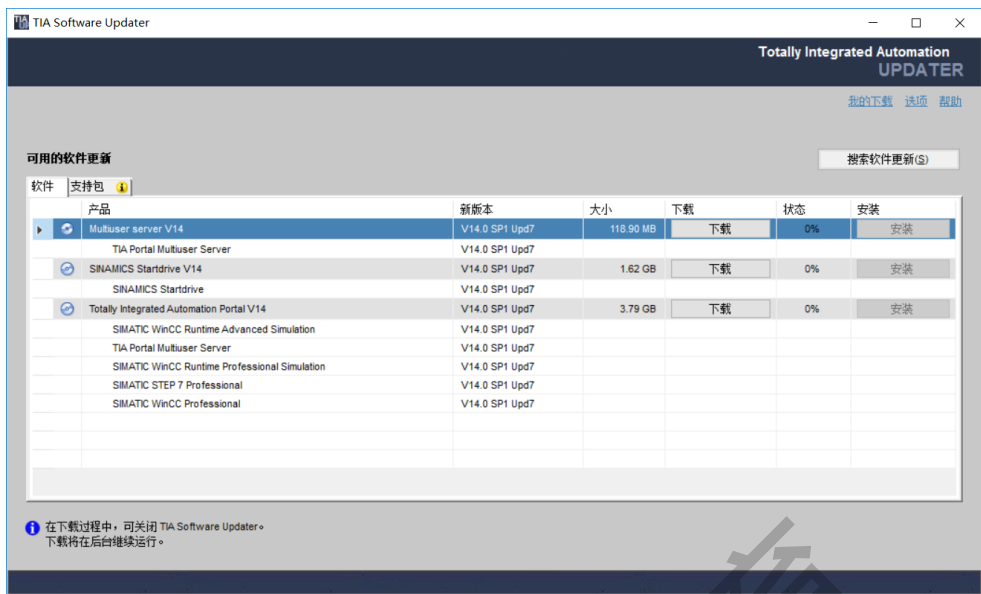 TIA Software Updater
Totally Integrated Automation
UPDATER
我的下载 选项 帮助
可用的软件更新
搜索软件更新(S)
软件 支持包
产品 新版本 大小 下载 状态 安装
Multiuser server V14 V14.0 SP1 Upd7 118.90 MB 下载 0% 安装
TIA Portal Multiuser Server V14.0 SP1 Upd7
SINAMICS Startdrive V14 V14.0 SP1 Upd7 1.62 GB 下载 0% 安装
SINAMICS Startdrive V14.0 SP1 Upd7
Totally Integrated Automation Portal V14 V14.0 SP1 Upd7 3.79 GB 下载 0% 安装
SIMATIC WinCC Runtime Advanced Simulation V14.0 SP1 Upd7
TIA Portal Multiuser Server V14.0 SP1 Upd7
SIMATIC WinCC Runtime Professional Simulation V14.0 SP1 Upd7
SIMATIC STEP 7 Professional V14.0 SP1 Upd7
SIMATIC WinCC Professional V14.0 SP1 Upd7
在下载过程中，可关闭 TIA Software Updater。
下载将在后台继续运行。